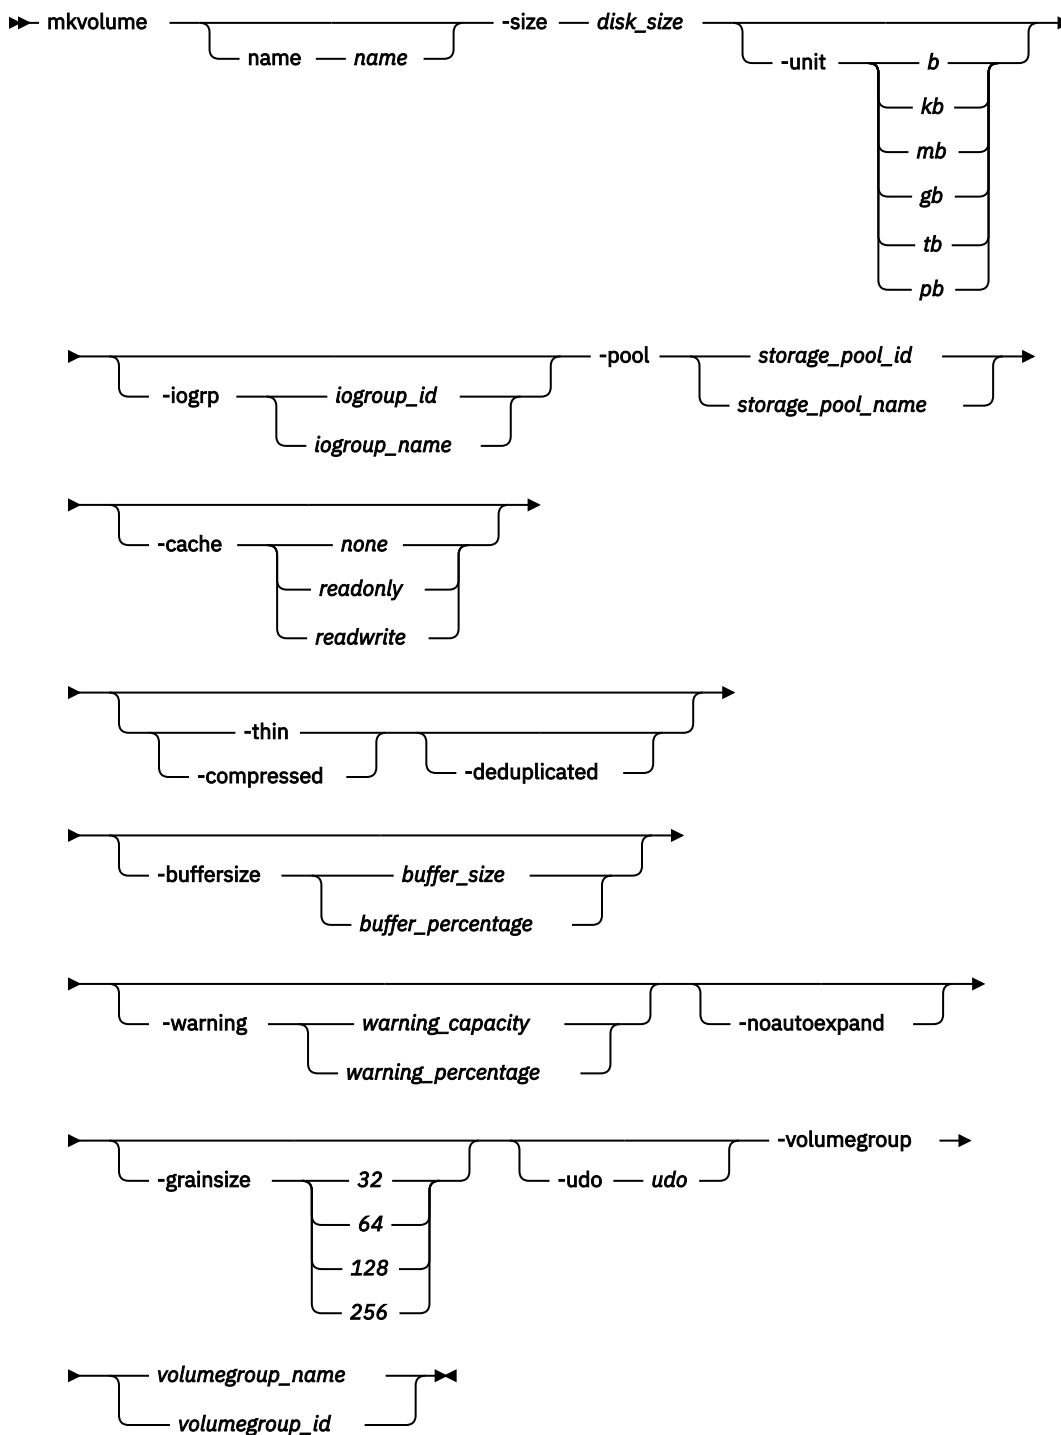 mkvolume name name -size disk_size -unit b
kb
mb
gb
tb
pb
-iogrp iogroup_id -pool storage_pool_id
iogroup_name storage_pool_name
-cache none
readonly
readwrite
-thin
-compressed -deduplicated
-buffersize buffer_size
buffer_percentage
-warning warning_capacity -noautoexpand
warning_percentage
-grainsize 32 -udo udo -volumegroup
64
128
256
volumegroup_name
volumegroup_id